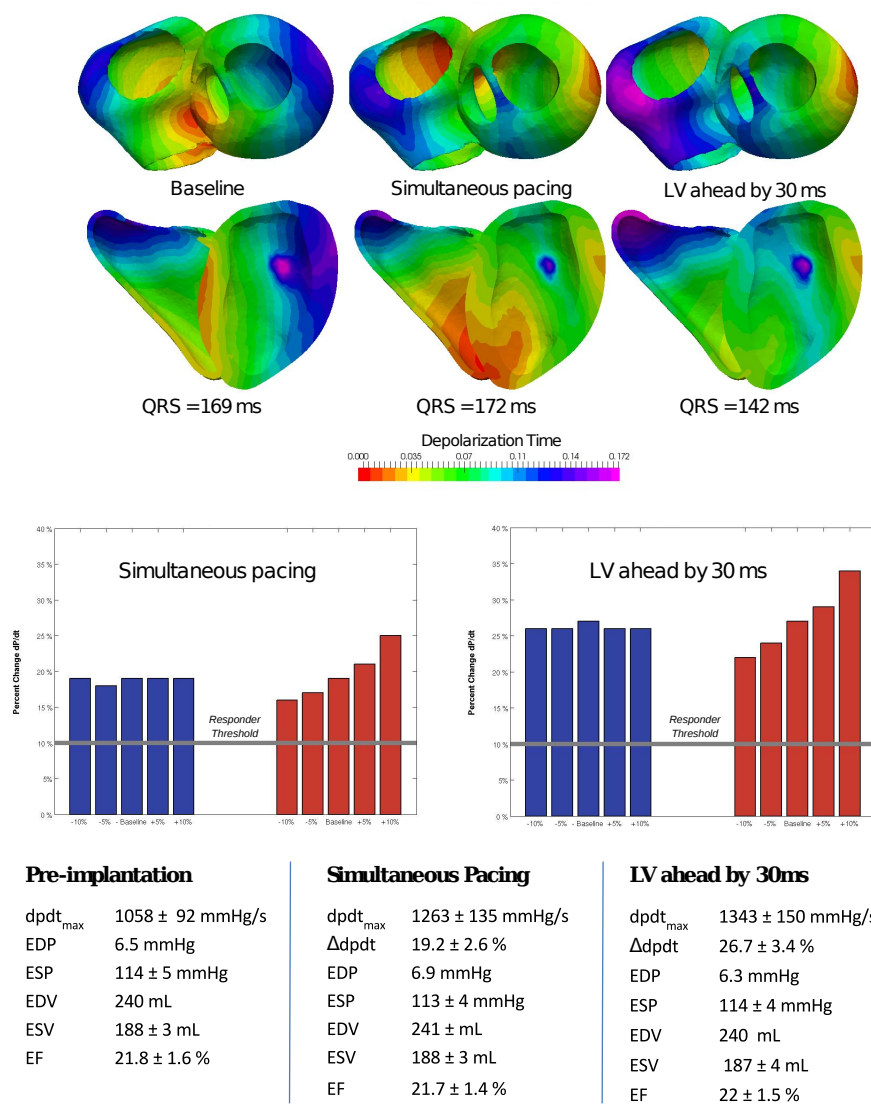 Baseline Simultaneous pacing LV ahead by 30 ms
QRS = 169 ms QRS = 172 ms QRS = 142 ms
Depolarization Time
0.000 0.035 0.07 0.11 0.14 0.172
Simultaneous pacing
Percent Change dP/dt
40 %
35 %
30 %
25%
20%
15%
10 %
5%
0 %
Responder
Threshold
-10% -5% - Baseline +5% +10% -10% -5% Baseline +5% +10%
LV ahead by 30 ms
Percent Change dP/dt
40 %
35 %
30 %
25%
20%
15%
10 %
5%
0 %
Responder
Threshold
-10% -5% - Baseline +5% +10% -10% -5% Baseline +5% +10%
Pre-implantation
dpdt max 1058 ± 92 mmHg/s
EDP 6.5 mmHg
ESP 114 ± 5 mmHg
EDV 240 mL
ESV 188 ± 3 mL
EF 21.8 ± 1.6 %
Simultaneous Pacing
dpdt max 1263 ± 135 mmHg/s
Δdpdt 19.2 ± 2.6 %
EDP 6.9 mmHg
ESP 113 ± 4 mmHg
EDV 241 ± mL
ESV 188 ± 3 mL
EF 21.7 ± 1.4 %
LV ahead by 30ms
dpdt max 1343 ± 150 mmHg/s
Δdpdt 26.7 ± 3.4 %
EDP 6.3 mmHg
ESP 114 ± 4 mmHg
EDV 240 mL
ESV 187 ± 4 mL
EF 22 ± 1.5 %